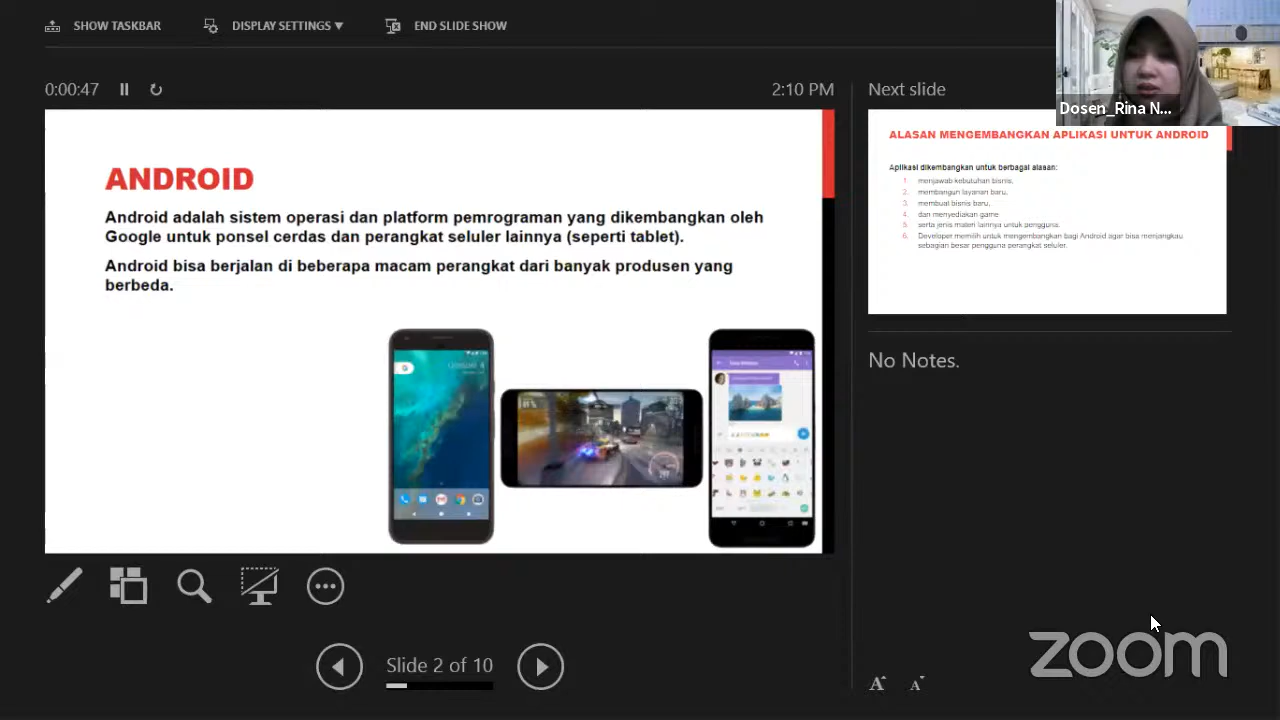 SHOW TASKBAR
DISPLAY SETTINGS
END SLIDE SHOW
0:00:47
2:10 PM
Next slide
Dosen_Rina N...
ANDROID
Android adalah sistem operasi dan platform pemrograman yang dikembangkan oleh
Google untuk ponsel cerdas dan perangkat seluler lainnya (seperti tablet).
Android bisa berjalan di beberapa macam perangkat dari banyak produsen yang
berbeda.
ALASAN MENGEMBANGKAN APLIKASI UNTUK ANDROID
Aplikasi dikembangkan untuk berbagai alasan:
1. menjawab kebutuhan bisnis,
2. membangun layanan baru,
3. membuat bisnis baru,
4. dan menyediakan game
5. serta jenis materi lainnya untuk pengguna.
6. Developer memilih untuk mengembangkan bagi Android agar bisa menjangkau
sebagian besar pengguna perangkat seluler.
No Notes.
Slide 2 of 10
A A
zoom